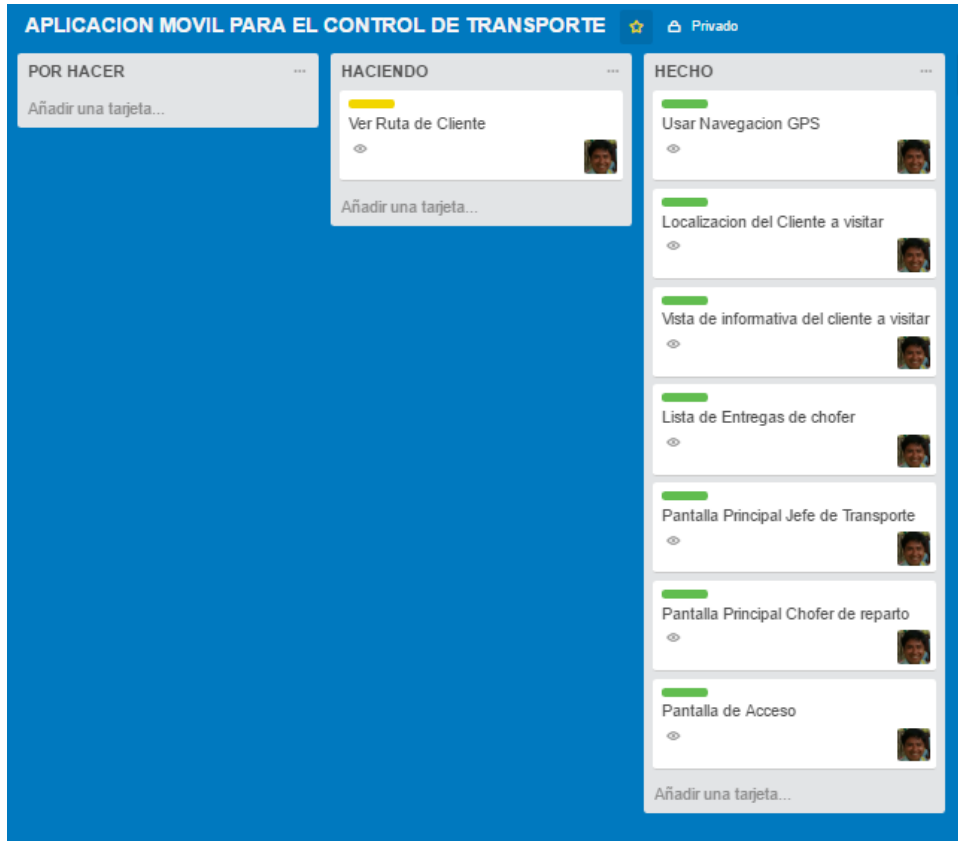 APLICACION MOVIL PARA EL CONTROL DE TRANSPORTE
Privado
POR HACER
Añadir una tarjeta...
HACIENDO
Ver Ruta de Cliente
Añadir una tarjeta...
HECHO
Usar Navegacion GPS
Localizacion del Cliente a visitar
Vista de informativa del cliente a visitar
Lista de Entregas de chofer
Pantalla Principal Jefe de Transporte
Pantalla Principal Chofer de reparto
Pantalla de Acceso
Añadir una tarjeta...